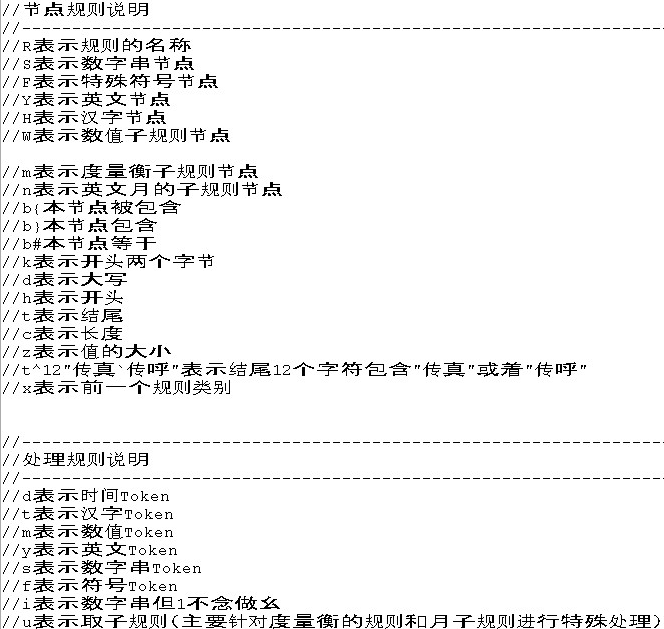 //节点规则说明
//-----------------------------------------------------------------
//R表示规则的名称
//S表示数字串节点
//F表示特殊符号节点
//Y表示英文节点
//H表示汉字节点
//W表示数值子规则节点
//m表示度量衡子规则节点
//n表示英文月的子规则节点
//b{本节点被包含
//b}本节点包含
//b#本节点等于
//k表示开头两个字节
//d表示大写
//h表示开头
//t表示结尾
//c表示长度
//z表示值的大小
//t^12"传真`传呼"表示结尾12个字符包含"传真"或着"传呼"
//x表示前一个规则类别
//-----------------------------------------------------------------
//处理规则说明
//-----------------------------------------------------------------
//d表示时间Token
//t表示汉字Token
//m表示数值Token
//y表示英文Token
//s表示数字串Token
//f表示符号Token
//i表示数字串但1不念做幺
//u表示取子规则(主要针对度量衡的规则和月子规则进行特殊处理)